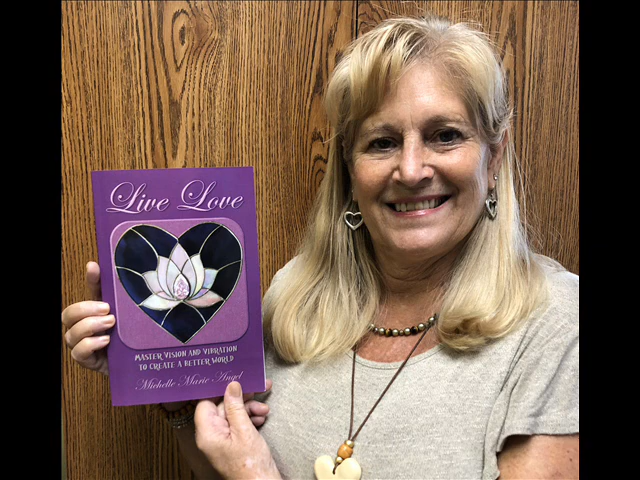 Live Love
MASTER VISION AND VIBRATION
TO CREATE A BETTER WORLD
Michelle Marie Angel